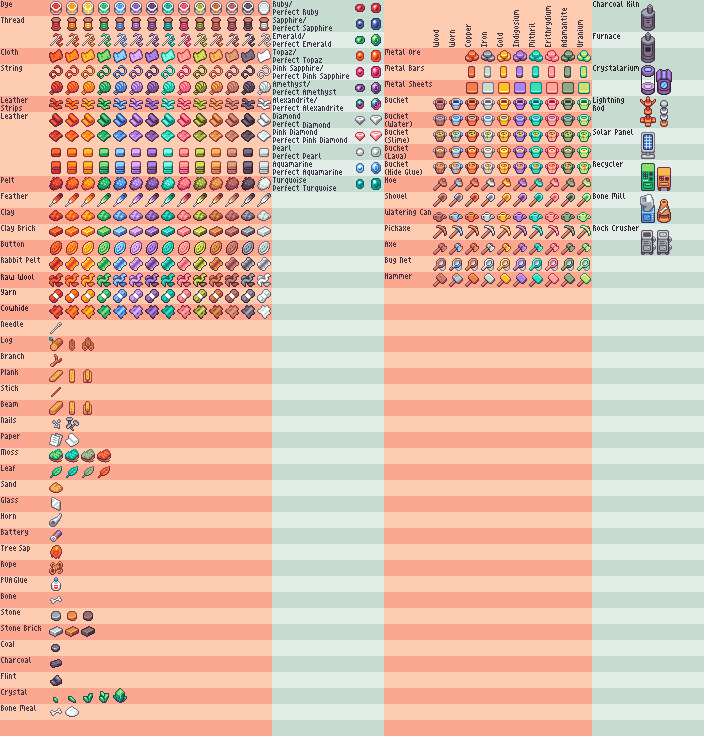 Dye
Thread
Cloth
String
Leather
Strips
Leather
Pelt
Feather
Clay
Clay Brick
Button
Rabbit Pelt
Raw Wool
Yarn
Cowhide
Needle
Log
Branch
Plank
Stick
Beam
Nails
Paper
Moss
Leaf
Sand
Glass
Horn
Battery
Tree Sap
Rope
PVA Glue
Bone
Stone
Stone Brick
Coal
Charcoal
Flint
Crystal
Bone Meal
Ruby/
Perfect Ruby
Sapphire/
Perfect Sapphire
Emerald/
Perfect Emerald
Topaz/
Perfect Topaz
Pink Sapphire/
Perfect Pink Sapphire
Amethyst/
Perfect Amethyst
Alexandrite/
Perfect Alexandrite
Diamond
Perfect Diamond
Pink Diamond
Perfect Pink Diamond
Pearl
Perfect Pearl
Aquamarine
Perfect Aquamarine
Turquoise
Perfect Turquoise
Wood
Worn
Copper
Iron
Gold
Indigosium
Mithril
Erithrydium
Adamantite
Uranium
Metal Ore
Metal Bars
Metal Sheets
Bucket
Bucket
(Water)
Bucket
(Slime)
Bucket
(Lava)
Bucket
(Hide Glue)
Hoe
Shovel
Watering Can
Pickaxe
Axe
Bug Net
Hammer
Charcoal Kiln
Furnace
Crystalarium
Lightning
Rod
Solar Panel
Recycler
Bone Mill
Rock Crusher